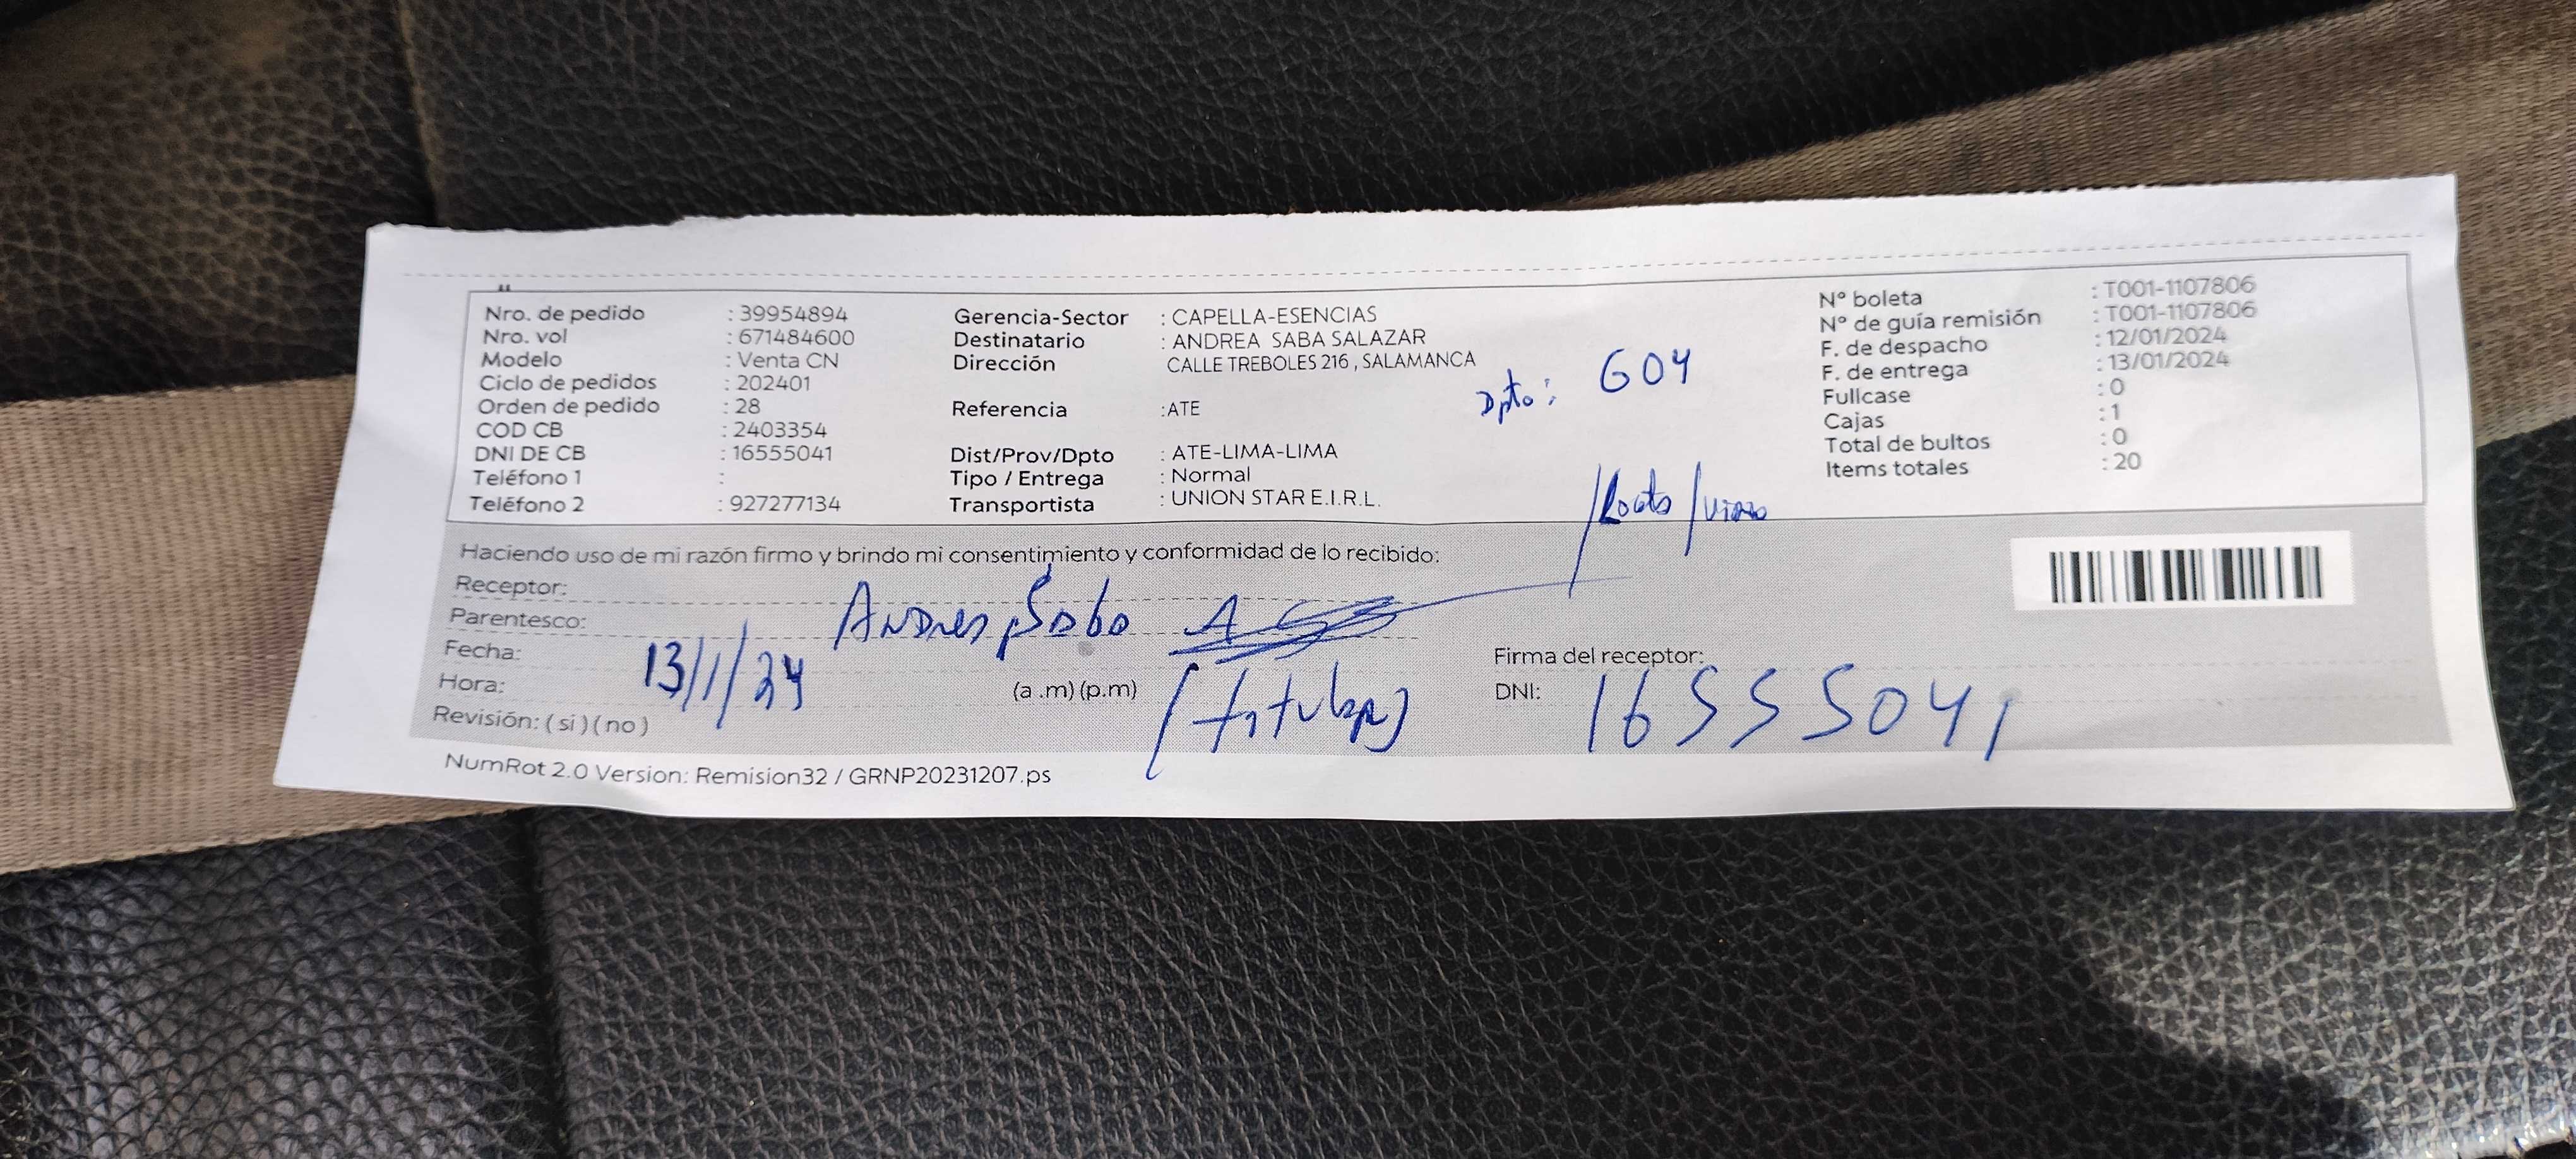 Nro. de pedido : 39954894
Nro. vol : 671484600
Modelo : Venta CN
Ciclo de pedidos : 202401
Orden de pedido : 28
COD CB : 2403354
DNI DE CB : 16555041
Teléfono 1 :
Teléfono 2 : 927277134
Gerencia-Sector : CAPELLA-ESENCIAS
Destinatario : ANDREA SABA SALAZAR
Dirección CALLE TREBOLES 216 , SALAMANCA
Dpto: 604
Referencia :ATE
Dist/Prov/Dpto : ATE-LIMA-LIMA
Tipo / Entrega : Normal
Transportista : UNION STAR E.I.R.L.
N° boleta : T001-1107806
N° de guía remisión : T001-1107806
F. de despacho : 12/01/2024
F. de entrega : 13/01/2024
Fullcase : 0
Cajas : 1
Total de bultos : 0
Items totales : 20
Haciendo uso de mi razón firmo y brindo mi consentimiento y conformidad de lo recibido:
Receptor:
Parentesco:
Andrea Saba
Fecha: 13/1/24
Hora: (a .m) (p.m)
(titular)
Revisión: ( si ) ( no )
Firma del receptor:
DNI: 16555041
NumRot 2.0 Version: Remision32 / GRNP20231207.ps